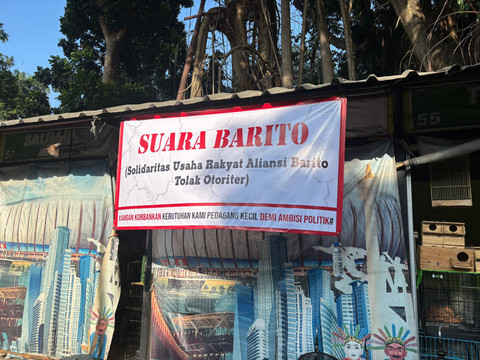 SUARA BARITO
(Solidaritas Usaha Rakyat Aliansi Barito
Tolak Otoriter)
#JANGAN KORBANKAN KEBUTUHAN KAMI PEDAGANG KECIL DEMI AMBISI POLITIK#
57
55